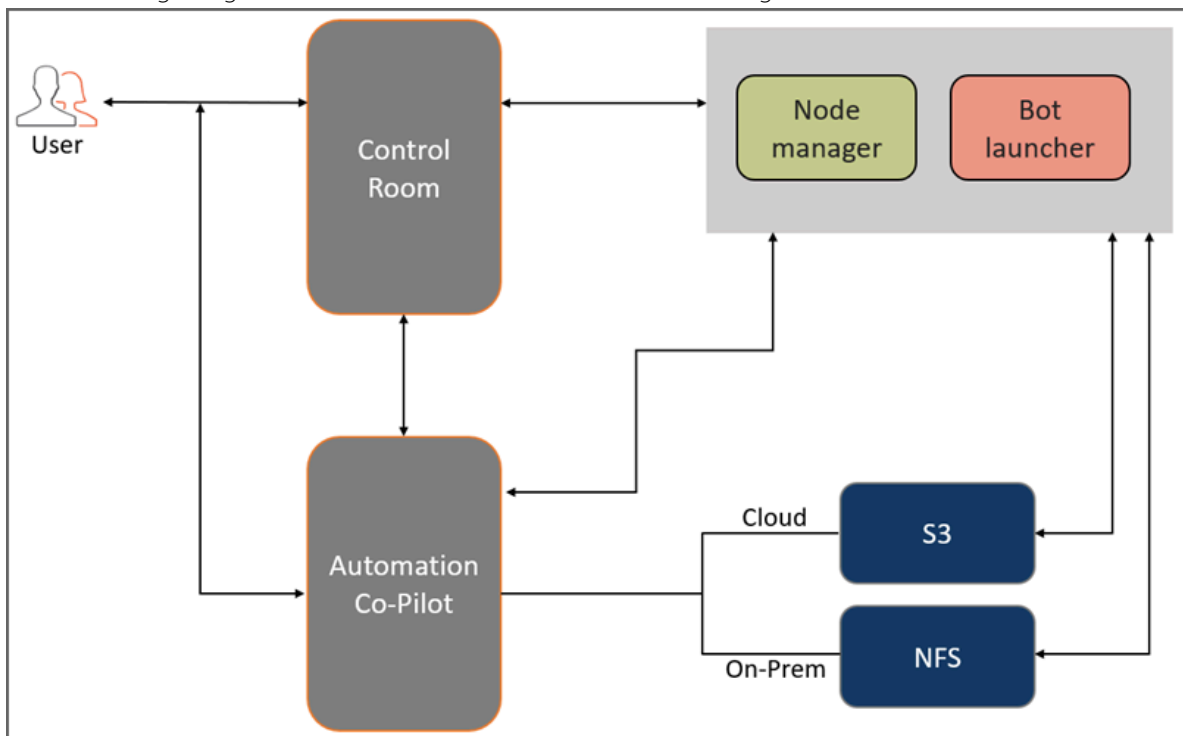 User
Control
Room
Node
manager
Bot
launcher
Automation
Co-Pilot
Cloud
S3
On-Prem
NFS